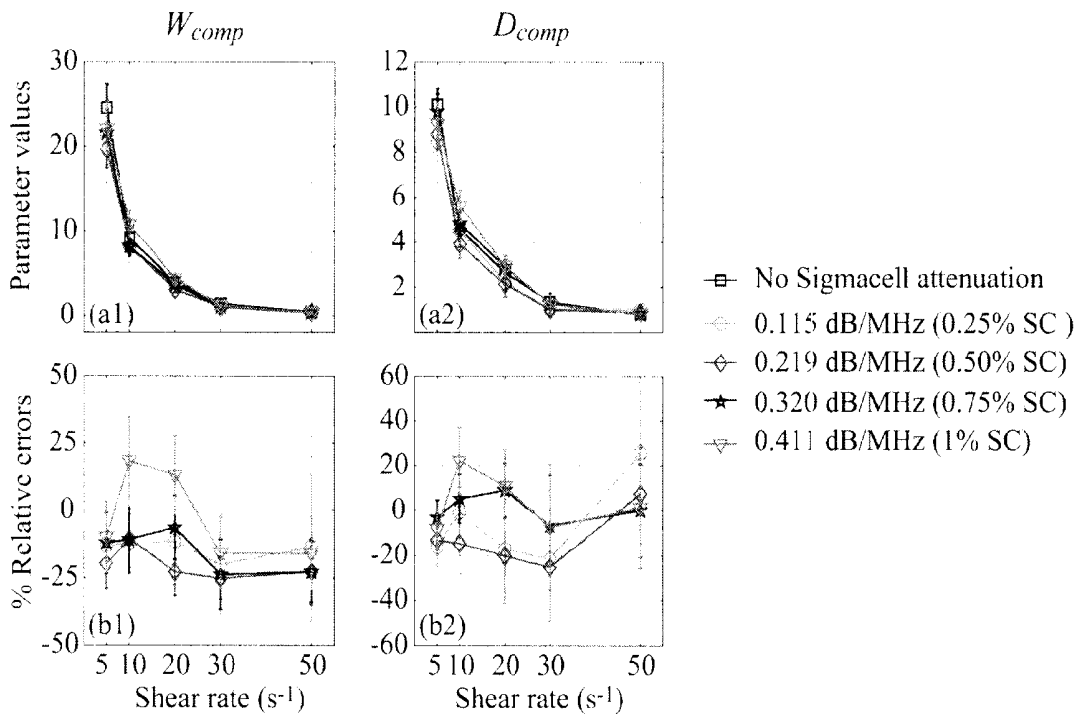 W_comp
D_comp
Parameter values
30
20
10
0
(a1)
12
10
8
6
4
2
(a2)
No Sigmacell attenuation
0.115 dB/MHz (0.25% SC )
0.219 dB/MHz (0.50% SC)
0.320 dB/MHz (0.75% SC)
0.411 dB/MHz (1% SC)
% Relative errors
50
25
0
-25
-50
(b1)
5 10 20 30 50
Shear rate (s⁻¹)
60
40
20
0
-20
-40
-60
(b2)
5 10 20 30 50
Shear rate (s⁻¹)